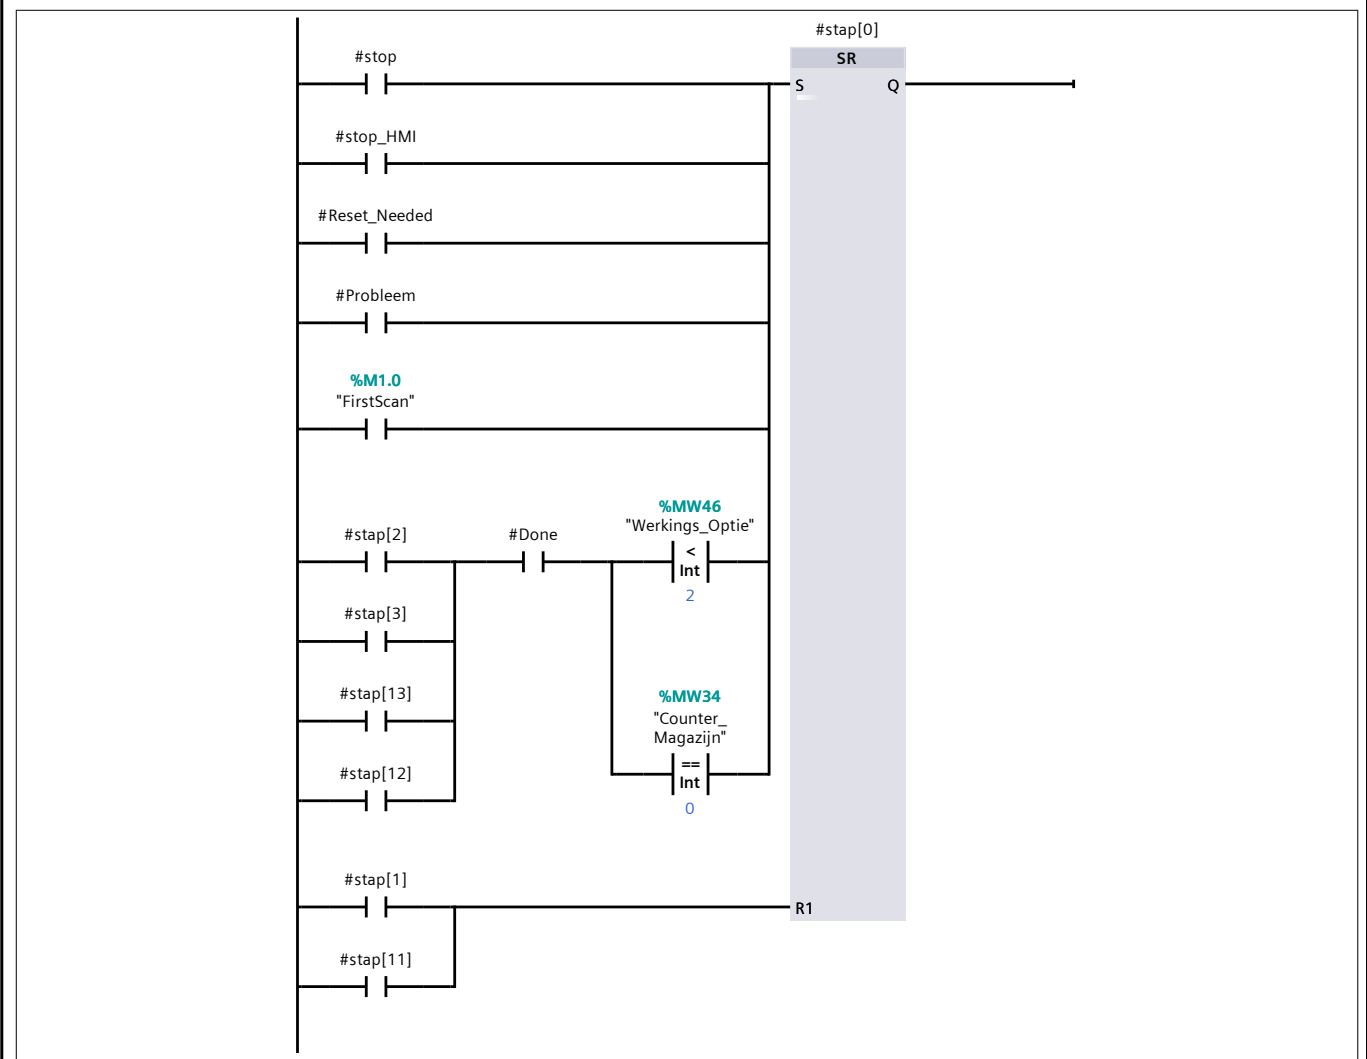 #stap[0]
SR
#stop
S
Q
#stop_HMI
#Reset_Needed
#Probleem
%M1.0
"FirstScan"
%MW46
"Werkings_Optie"
#stap[2]
#Done
<
Int
2
#stap[3]
%MW34
#stap[13]
"Counter_
Magazijn"
#stap[12]
==
Int
0
#stap[1]
R1
#stap[11]